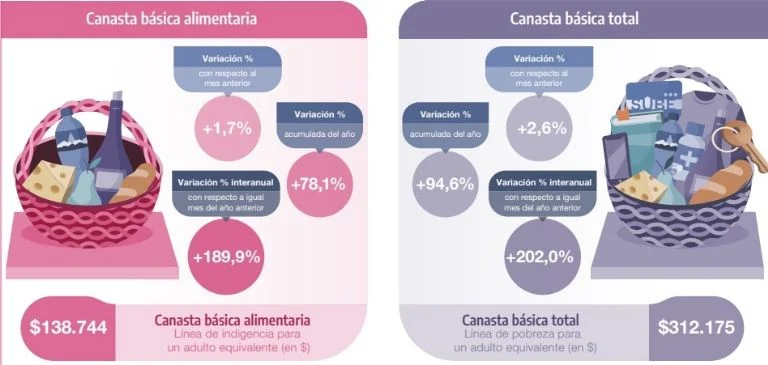 Canasta básica alimentaria
Variación %
con respecto al
mes anterior
+1,7%
Variación %
acumulada del año
+78,1%
Variación % interanual
con respecto a igual
mes del año anterior
+189,9%
$138.744
Canasta básica alimentaria
Línea de indigencia para
un adulto equivalente (en $)
Canasta básica total
Variación %
con respecto al
mes anterior
+2,6%
Variación %
acumulada del año
+94,6%
Variación % interanual
con respecto a igual
mes del año anterior
+202,0%
SUBE
Canasta básica total
Línea de pobreza para
un adulto equivalente (en $)
$312.175